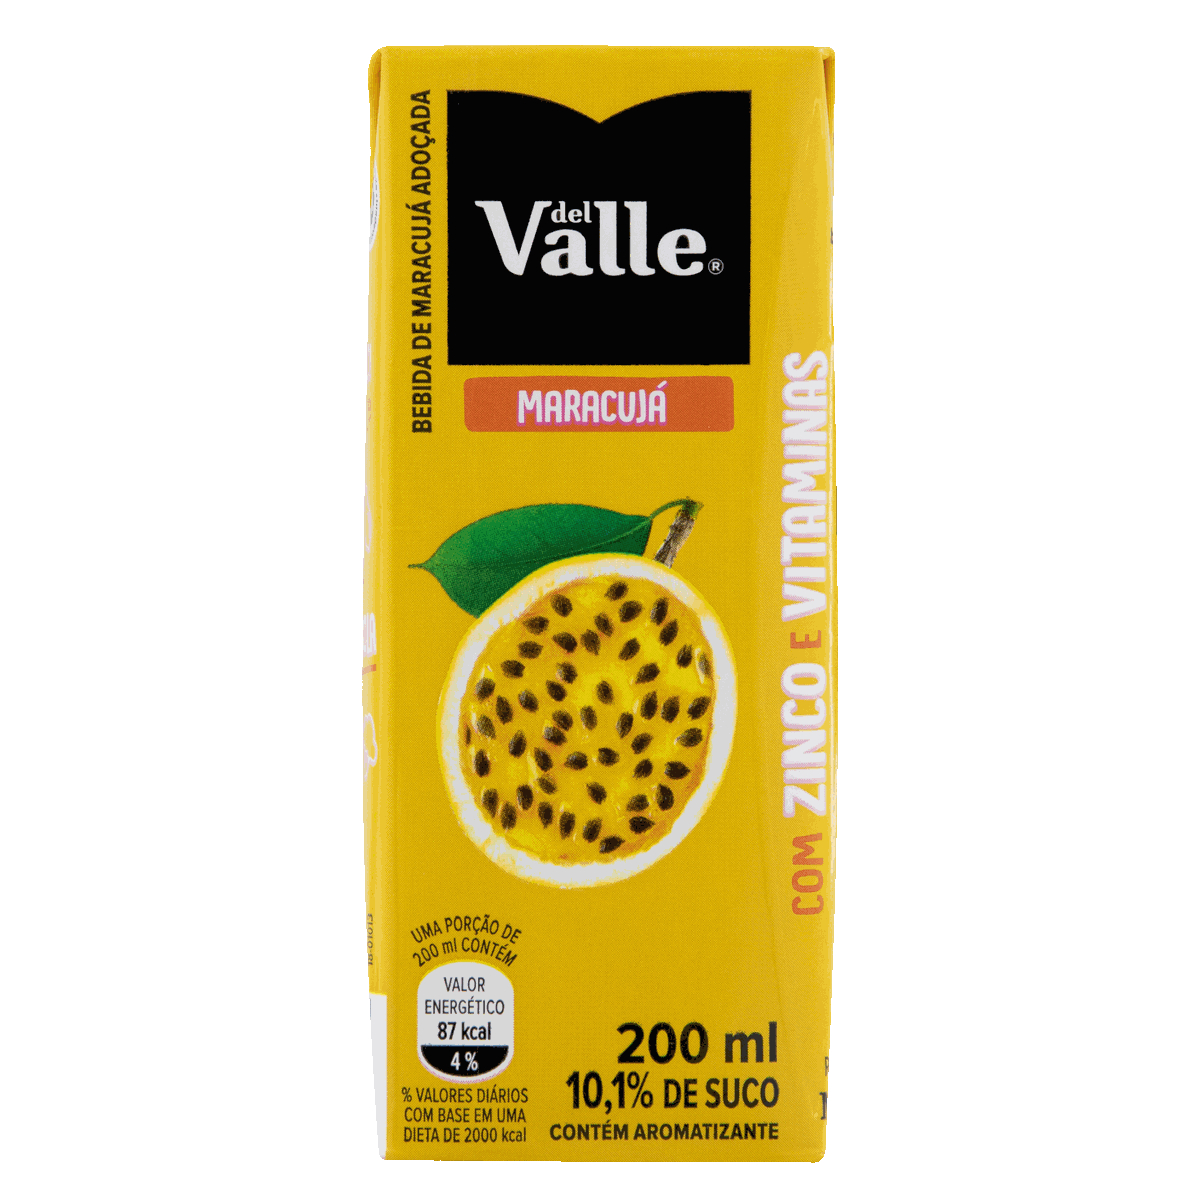 BEBIDA DE MARACUJÁ ADOÇADA
del
Valle®
MARACUJÁ
COM ZINCO E VITAMINAS
UMA PORÇÃO DE
200 ml CONTÉM
VALOR
ENERGÉTICO
87 kcal
4%
% VALORES DIÁRIOS
COM BASE EM UMA
DIETA DE 2000 kcal
200 ml
10,1% DE SUCO
CONTÉM AROMATIZANTE